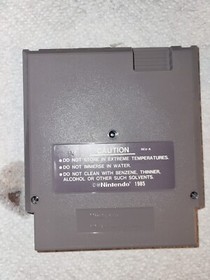 CAUTION
REV-A
• DO NOT STORE IN EXTREME TEMPERATURES.
• DO NOT IMMERSE IN WATER.
• DO NOT CLEAN WITH BENZENE, THINNER,
ALCOHOL OR OTHER SUCH SOLVENTS.
© Nintendo 1985